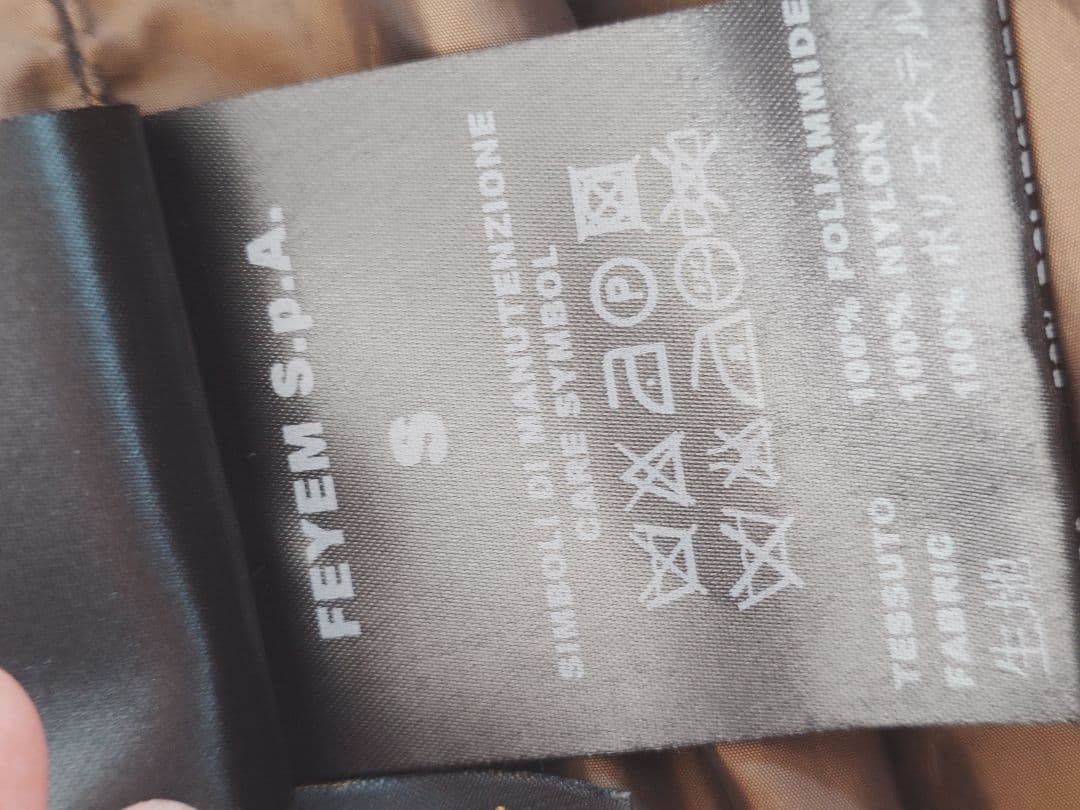 FEYEM S.p.A.
S
SIMBOLI DI MANUTENZIONE
CARE SYMBOL
P
TESSUTO 100% POLIAMMIDE
FABRIC 100% NYLON
生地 100% ポリエステル